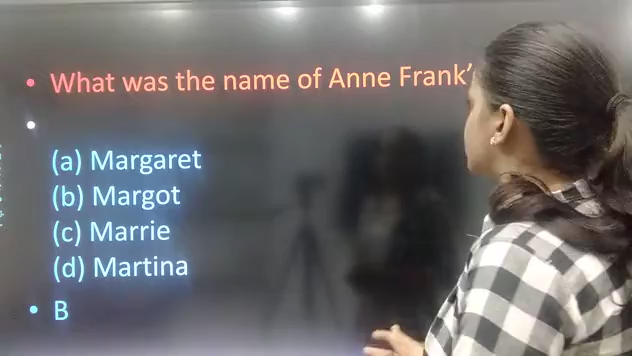 • What was the name of Anne Frank’
•
(a) Margaret
(b) Margot
(c) Marrie
(d) Martina
• B